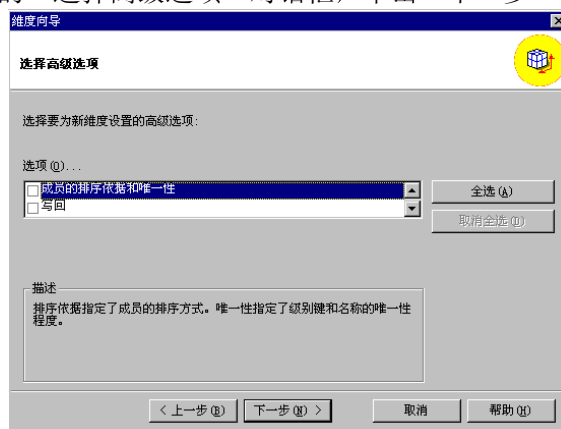 维度向导
选择高级选项
选择要为新维度设置的高级选项:
选项(O)...
成员的排序依据和唯一性
写回
全选(A)
取消全选(D)
描述
排序依据指定了成员的排序方式。唯一性指定了级别键和名称的唯一性
程度。
< 上一步(B)
下一步(N) >
取消
帮助(H)